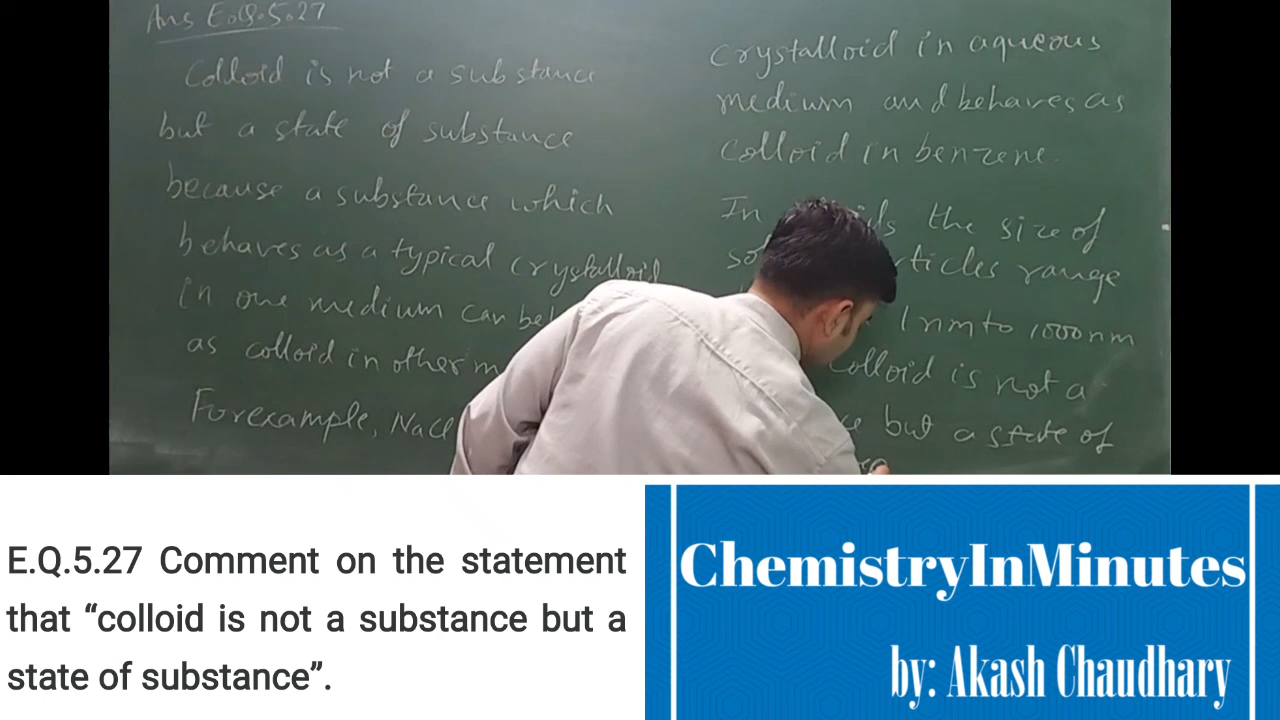 Ans E.Q.5.27
Colloid is not a substance
but a state of substance
because a substance which
behaves as a typical crystalloid
in one medium can
as colloid in other
For example, NaCl
crystalloid in aqueous
medium and behaves as
colloid in benzene.
In the size of
range
1nm to 1000nm
colloid is not a
but a state of
E.Q.5.27 Comment on the statement
that “colloid is not a substance but a
state of substance”.
ChemistryInMinutes
by: Akash Chaudhary